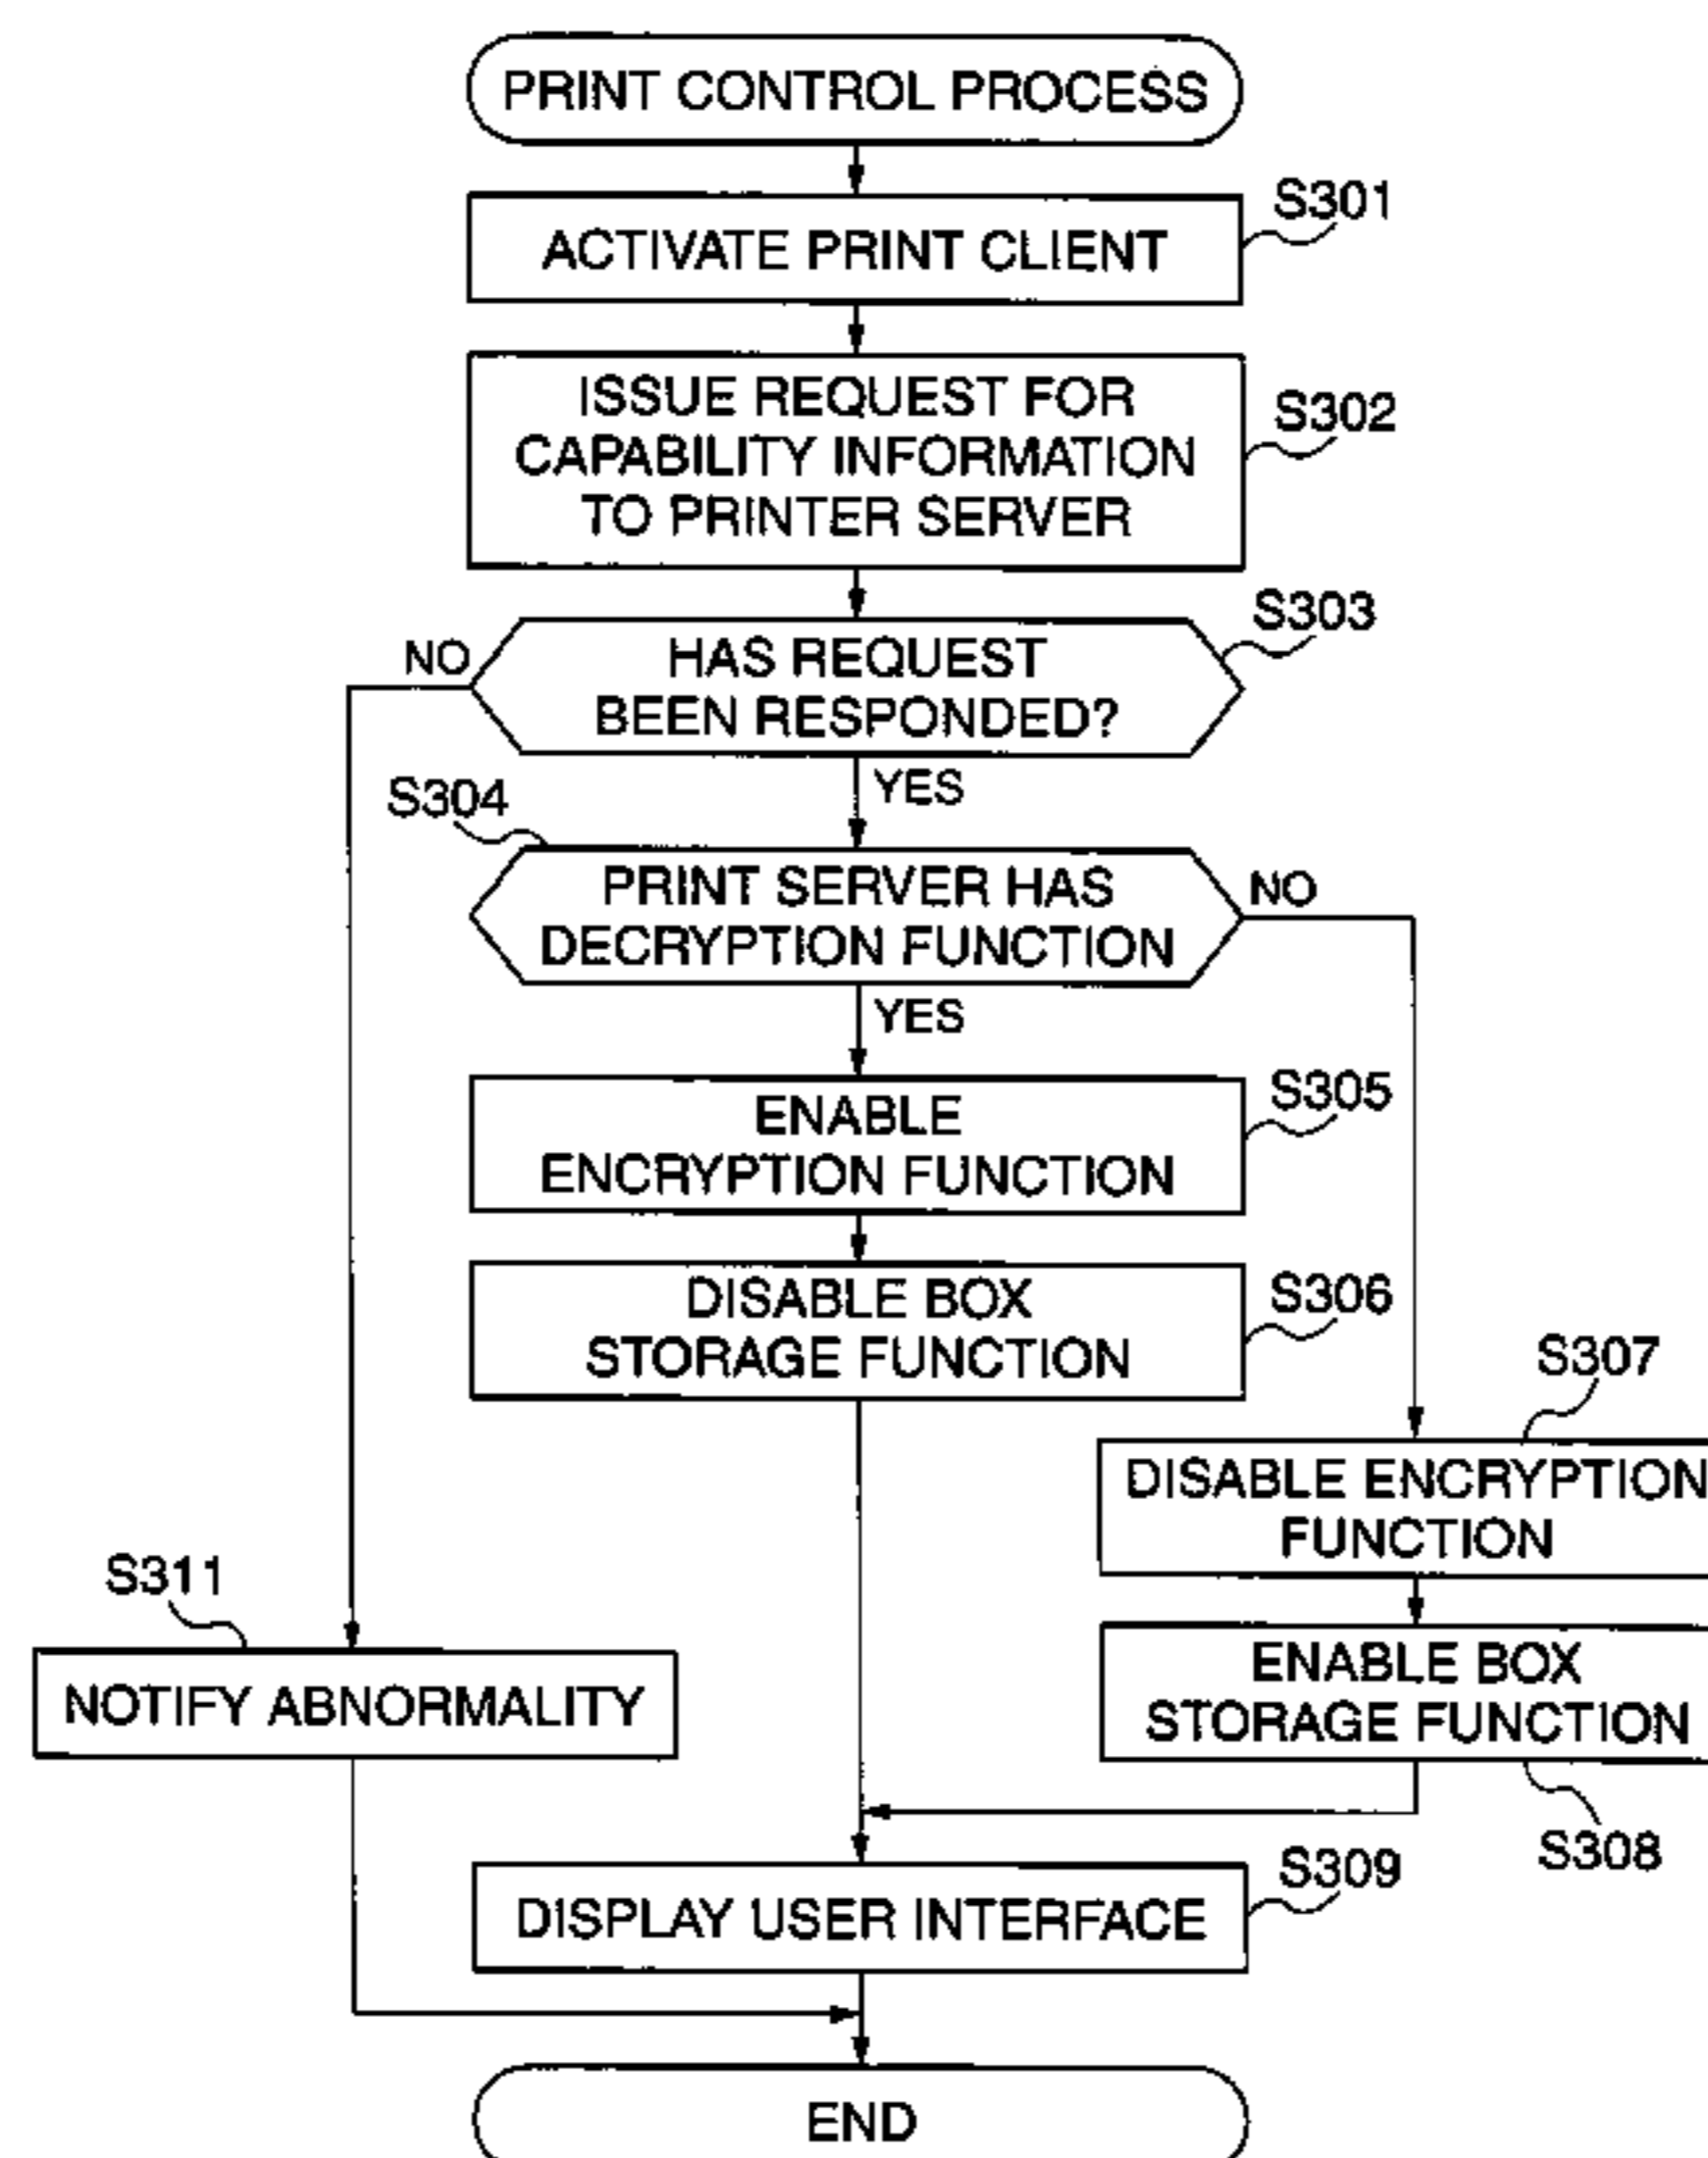 PRINT CONTROL PROCESS
S301
ACTIVATE PRINT CLIENT
ISSUE REQUEST FOR
CAPABILITY INFORMATION
TO PRINTER SERVER
S302
S303
NO
HAS REQUEST
BEEN RESPONDED?
YES
S304
PRINT SERVER HAS
DECRYPTION FUNCTION
NO
YES
S305
ENABLE
ENCRYPTION FUNCTION
S306
DISABLE BOX
STORAGE FUNCTION
S307
DISABLE ENCRYPTION
FUNCTION
S311
NOTIFY ABNORMALITY
ENABLE BOX
STORAGE FUNCTION
S308
S309
DISPLAY USER INTERFACE
END